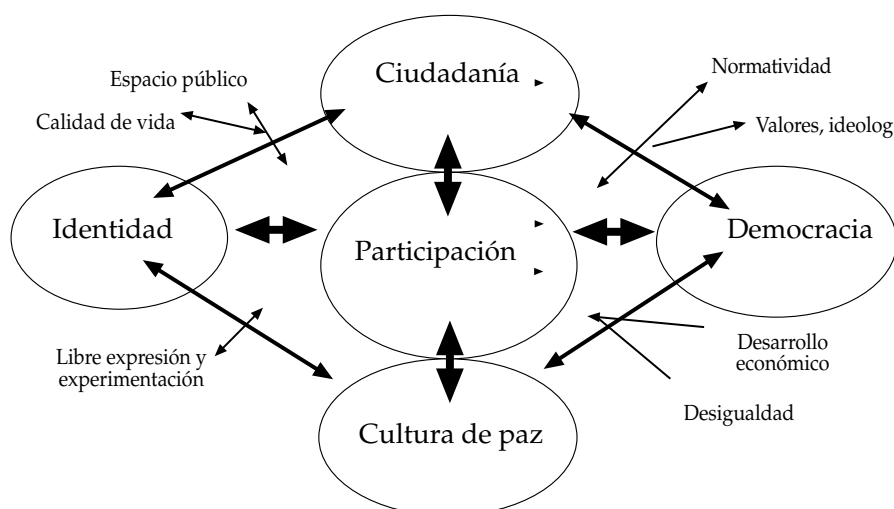 Ciudadanía
Espacio público
Normatividad
Calidad de vida
Valores, ideolog
Identidad
Participación
Democracia
Libre expresión y
experimentación
Desarrollo
económico
Desigualdad
Cultura de paz